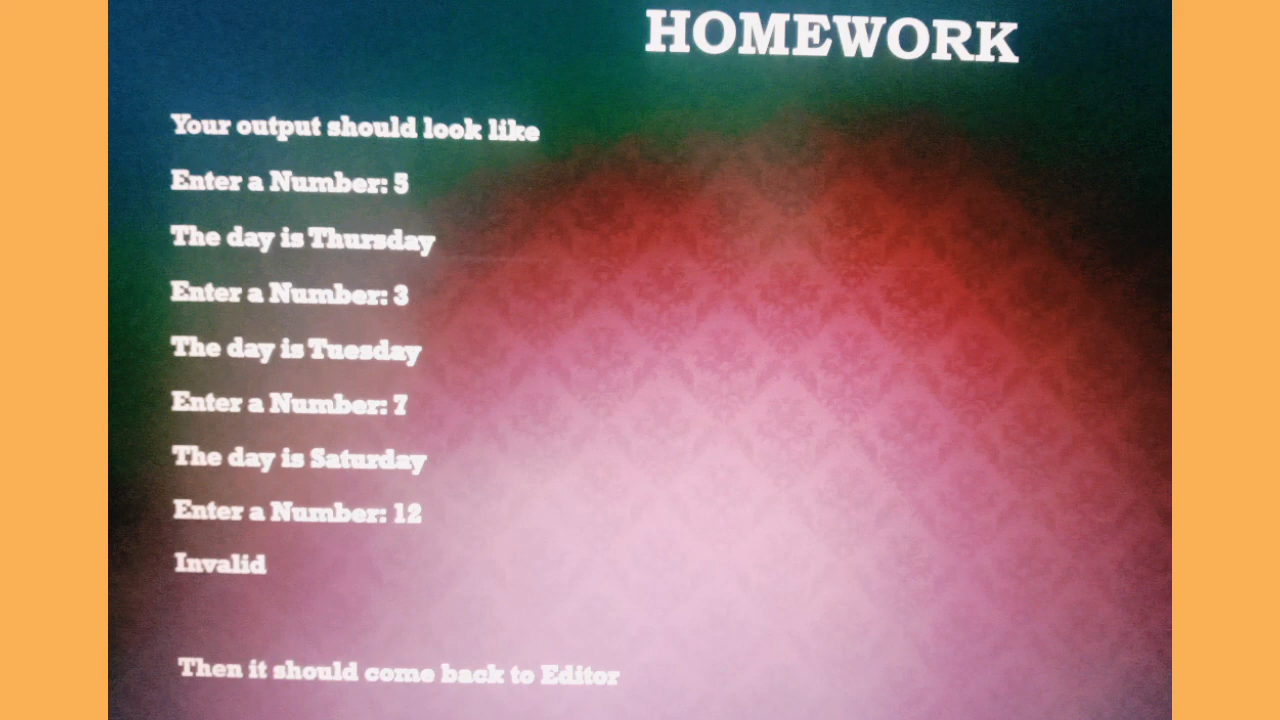 HOMEWORK
Your output should look like
Enter a Number: 5
The day is Thursday
Enter a Number: 3
The day is Tuesday
Enter a Number: 7
The day is Saturday
Enter a Number: 12
Invalid
Then it should come back to Editor